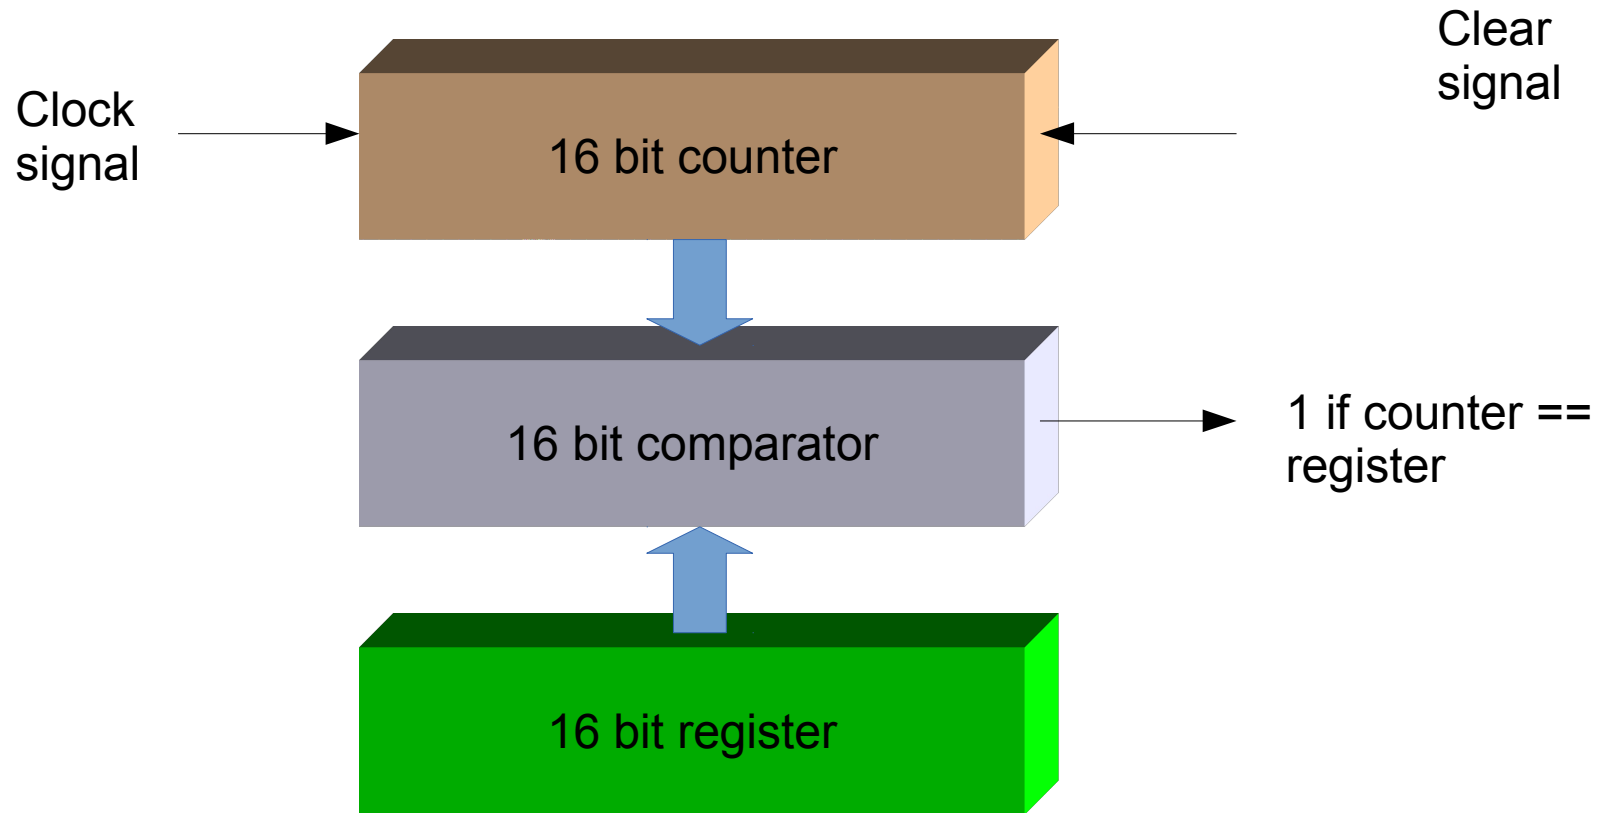 Clear
signal
Clock
signal
16 bit counter
16 bit comparator
1 if counter ==
register
16 bit register